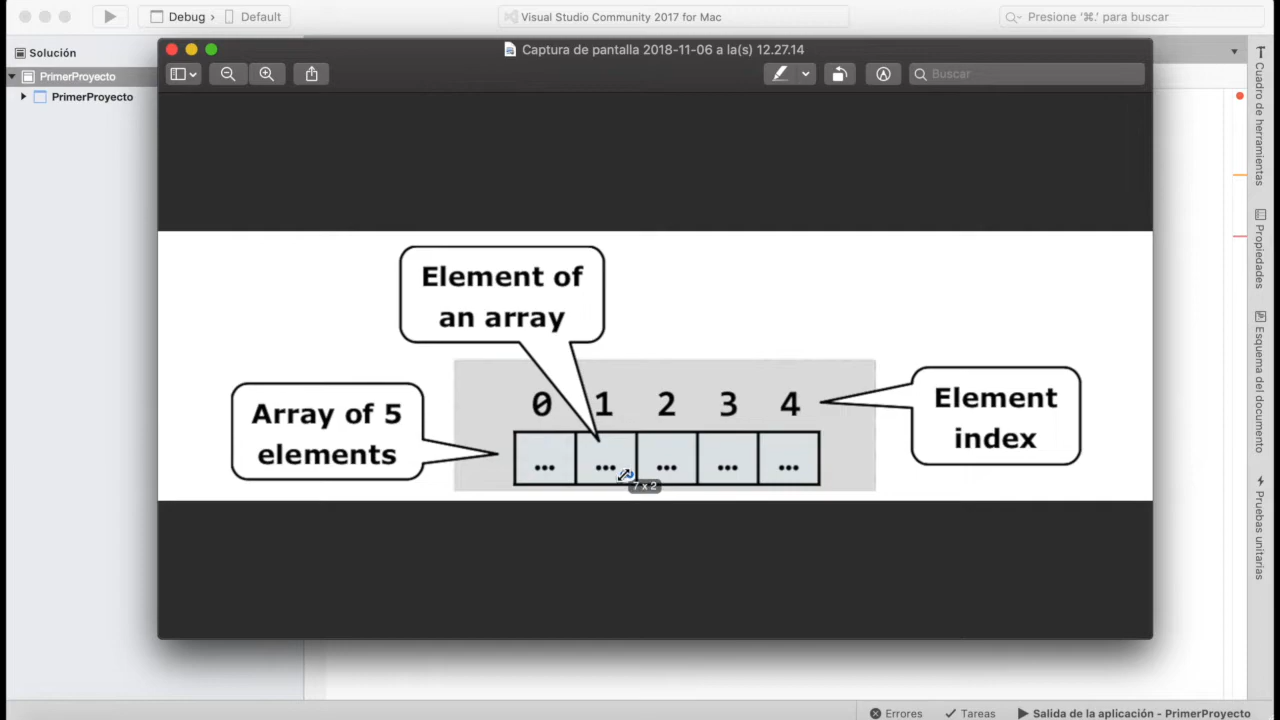 Debug
Default
Visual Studio Community 2017 for Mac
Presione '⌘.' para buscar
Solución
PrimerProyecto
PrimerProyecto
Captura de pantalla 2018-11-06 a la(s) 12.27.14
Buscar
Element of
an array
Array of 5
elements
0 1 2 3 4
... ... ... ... ...
7 x 2
Element
index
Cuadro de herramientas
Propiedades
Esquema del documento
Pruebas unitarias
Errores
Tareas
Salida de la aplicación - PrimerProyecto